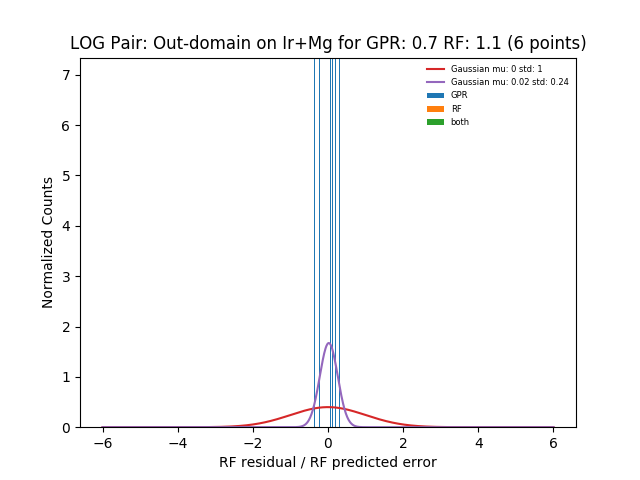 LOG Pair: Out-domain on Ir+Mg for GPR: 0.7 RF: 1.1 (6 points)
Gaussian mu: 0 std: 1
Gaussian mu: 0.02 std: 0.24
GPR
RF
both
Normalized Counts
7
6
5
4
3
2
1
0
−6
−4
−2
0
2
4
6
RF residual / RF predicted error